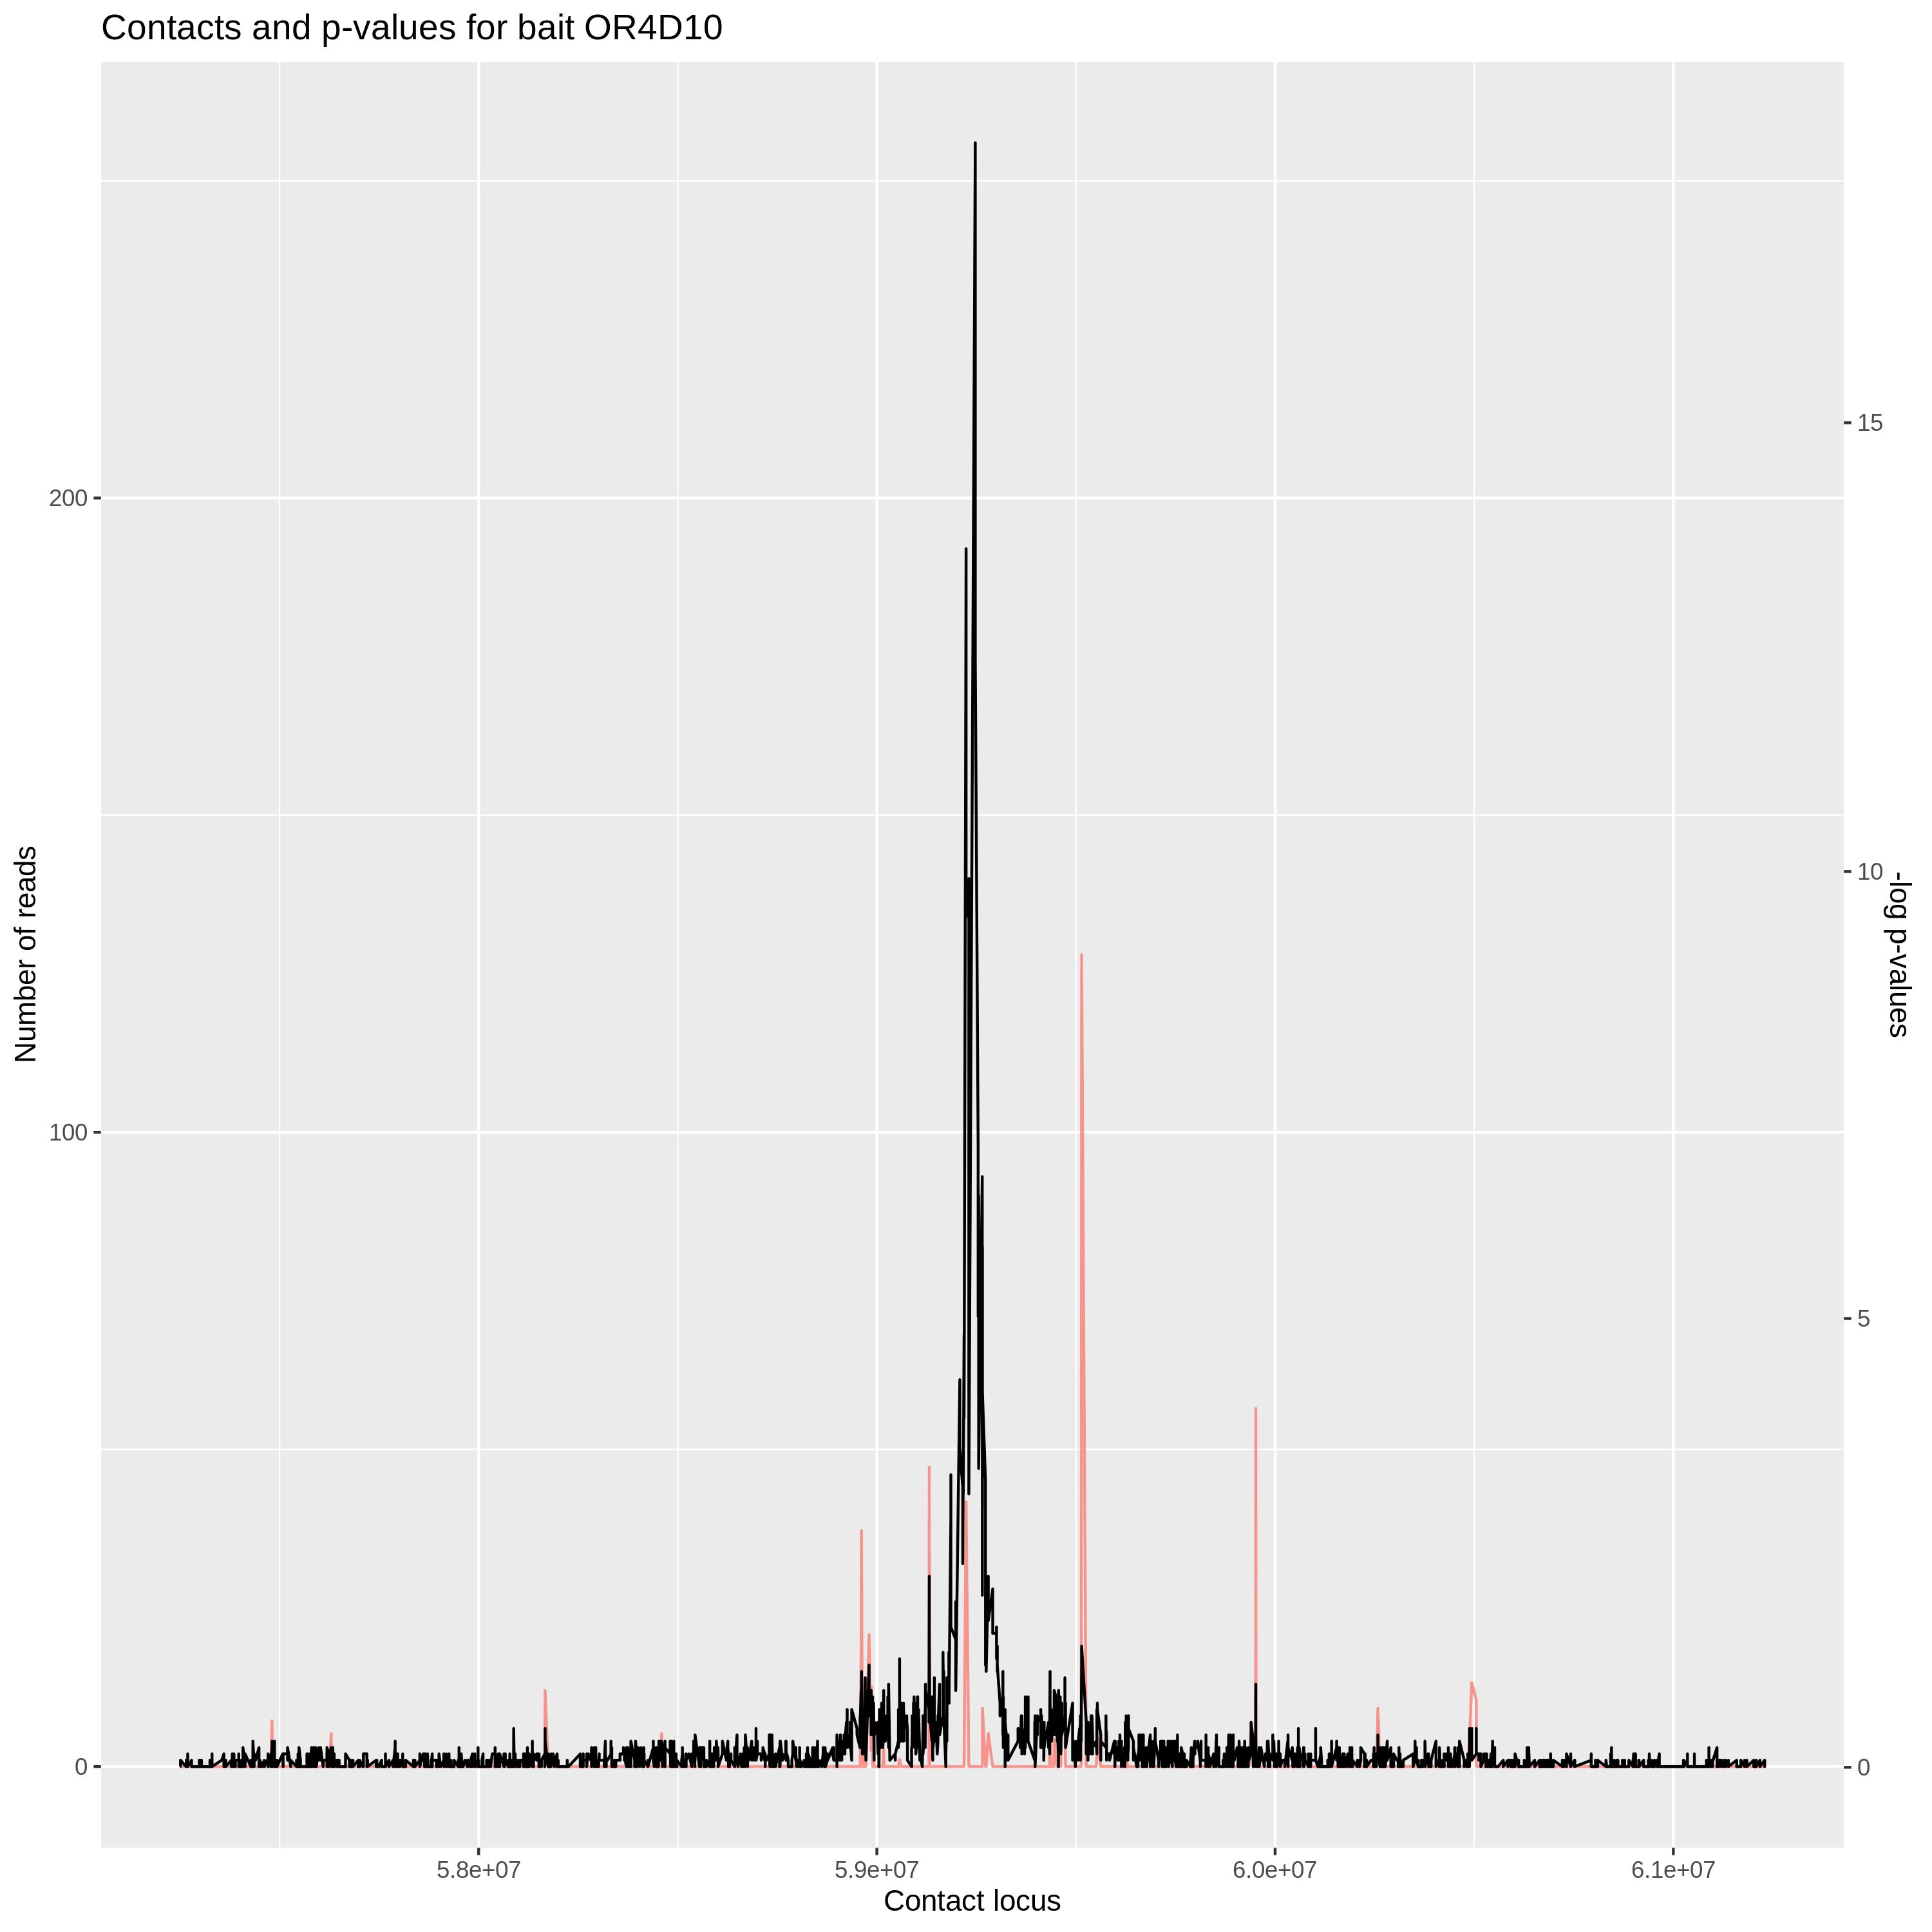 Contacts and p-values for bait OR4D10
Number of reads
200
100
0
15
10
5
0
-log p-values
5.8e+07
5.9e+07
6.0e+07
6.1e+07
Contact locus